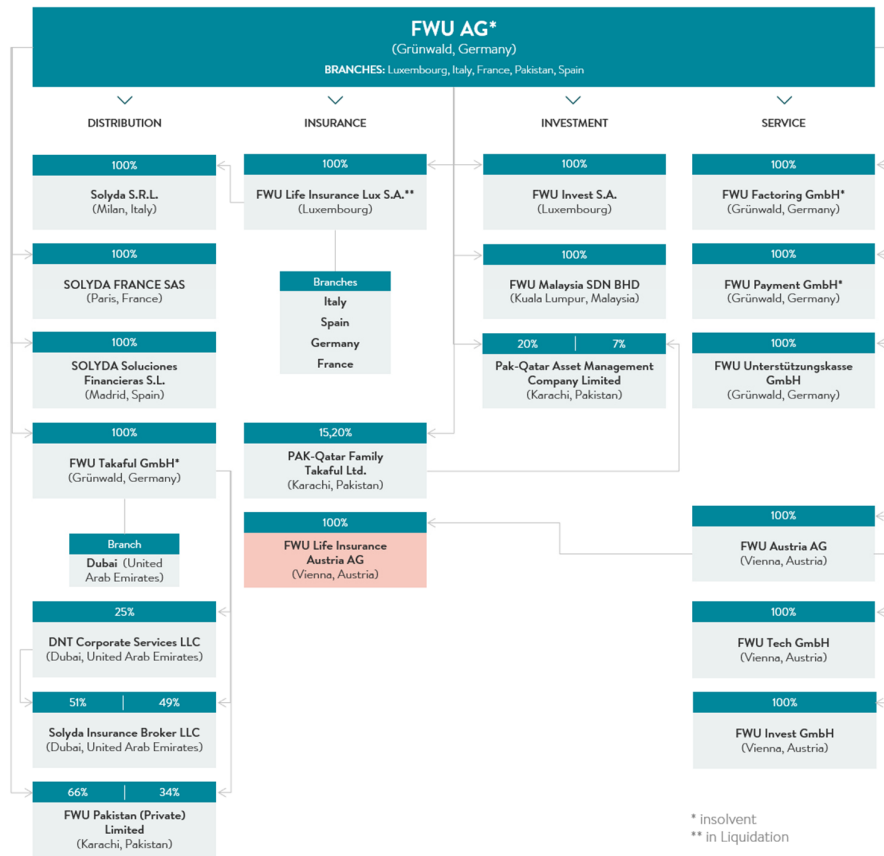 FWU AG*
(Grünwald, Germany)
BRANCHES: Luxembourg, Italy, France, Pakistan, Spain
DISTRIBUTION
100%
Solyda S.R.L.
(Milan, Italy)
100%
SOLYDA FRANCE SAS
(Paris, France)
100%
SOLYDA Soluciones
Financieras S.L.
(Madrid, Spain)
100%
FWU Takaful GmbH*
(Grünwald, Germany)
Branch
Dubai (United
Arab Emirates)
25%
DNT Corporate Services LLC
(Dubai, United Arab Emirates)
51% 49%
Solyda Insurance Broker LLC
(Dubai, United Arab Emirates)
66% 34%
FWU Pakistan (Private)
Limited
(Karachi, Pakistan)
INSURANCE
100%
FWU Life Insurance Lux S.A.**
(Luxembourg)
Branches
Italy
Spain
Germany
France
15,20%
PAK-Qatar Family
Takaful Ltd.
(Karachi, Pakistan)
100%
FWU Life Insurance
Austria AG
(Vienna, Austria)
INVESTMENT
100%
FWU Invest S.A.
(Luxembourg)
100%
FWU Malaysia SDN BHD
(Kuala Lumpur, Malaysia)
20% 7%
Pak-Qatar Asset Management
Company Limited
(Karachi, Pakistan)
SERVICE
100%
FWU Factoring GmbH*
(Grünwald, Germany)
100%
FWU Payment GmbH*
(Grünwald, Germany)
100%
FWU Unterstützungskasse
GmbH
(Grünwald, Germany)
100%
FWU Austria AG
(Vienna, Austria)
100%
FWU Tech GmbH
(Vienna, Austria)
100%
FWU Invest GmbH
(Vienna, Austria)
* insolvent
** in Liquidation